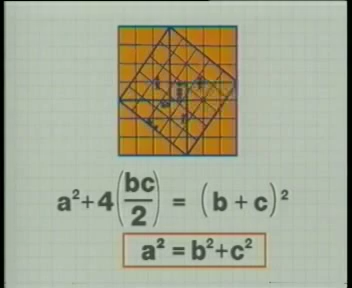 a²+4(bc/2) = (b + c)²
a² = b²+c²